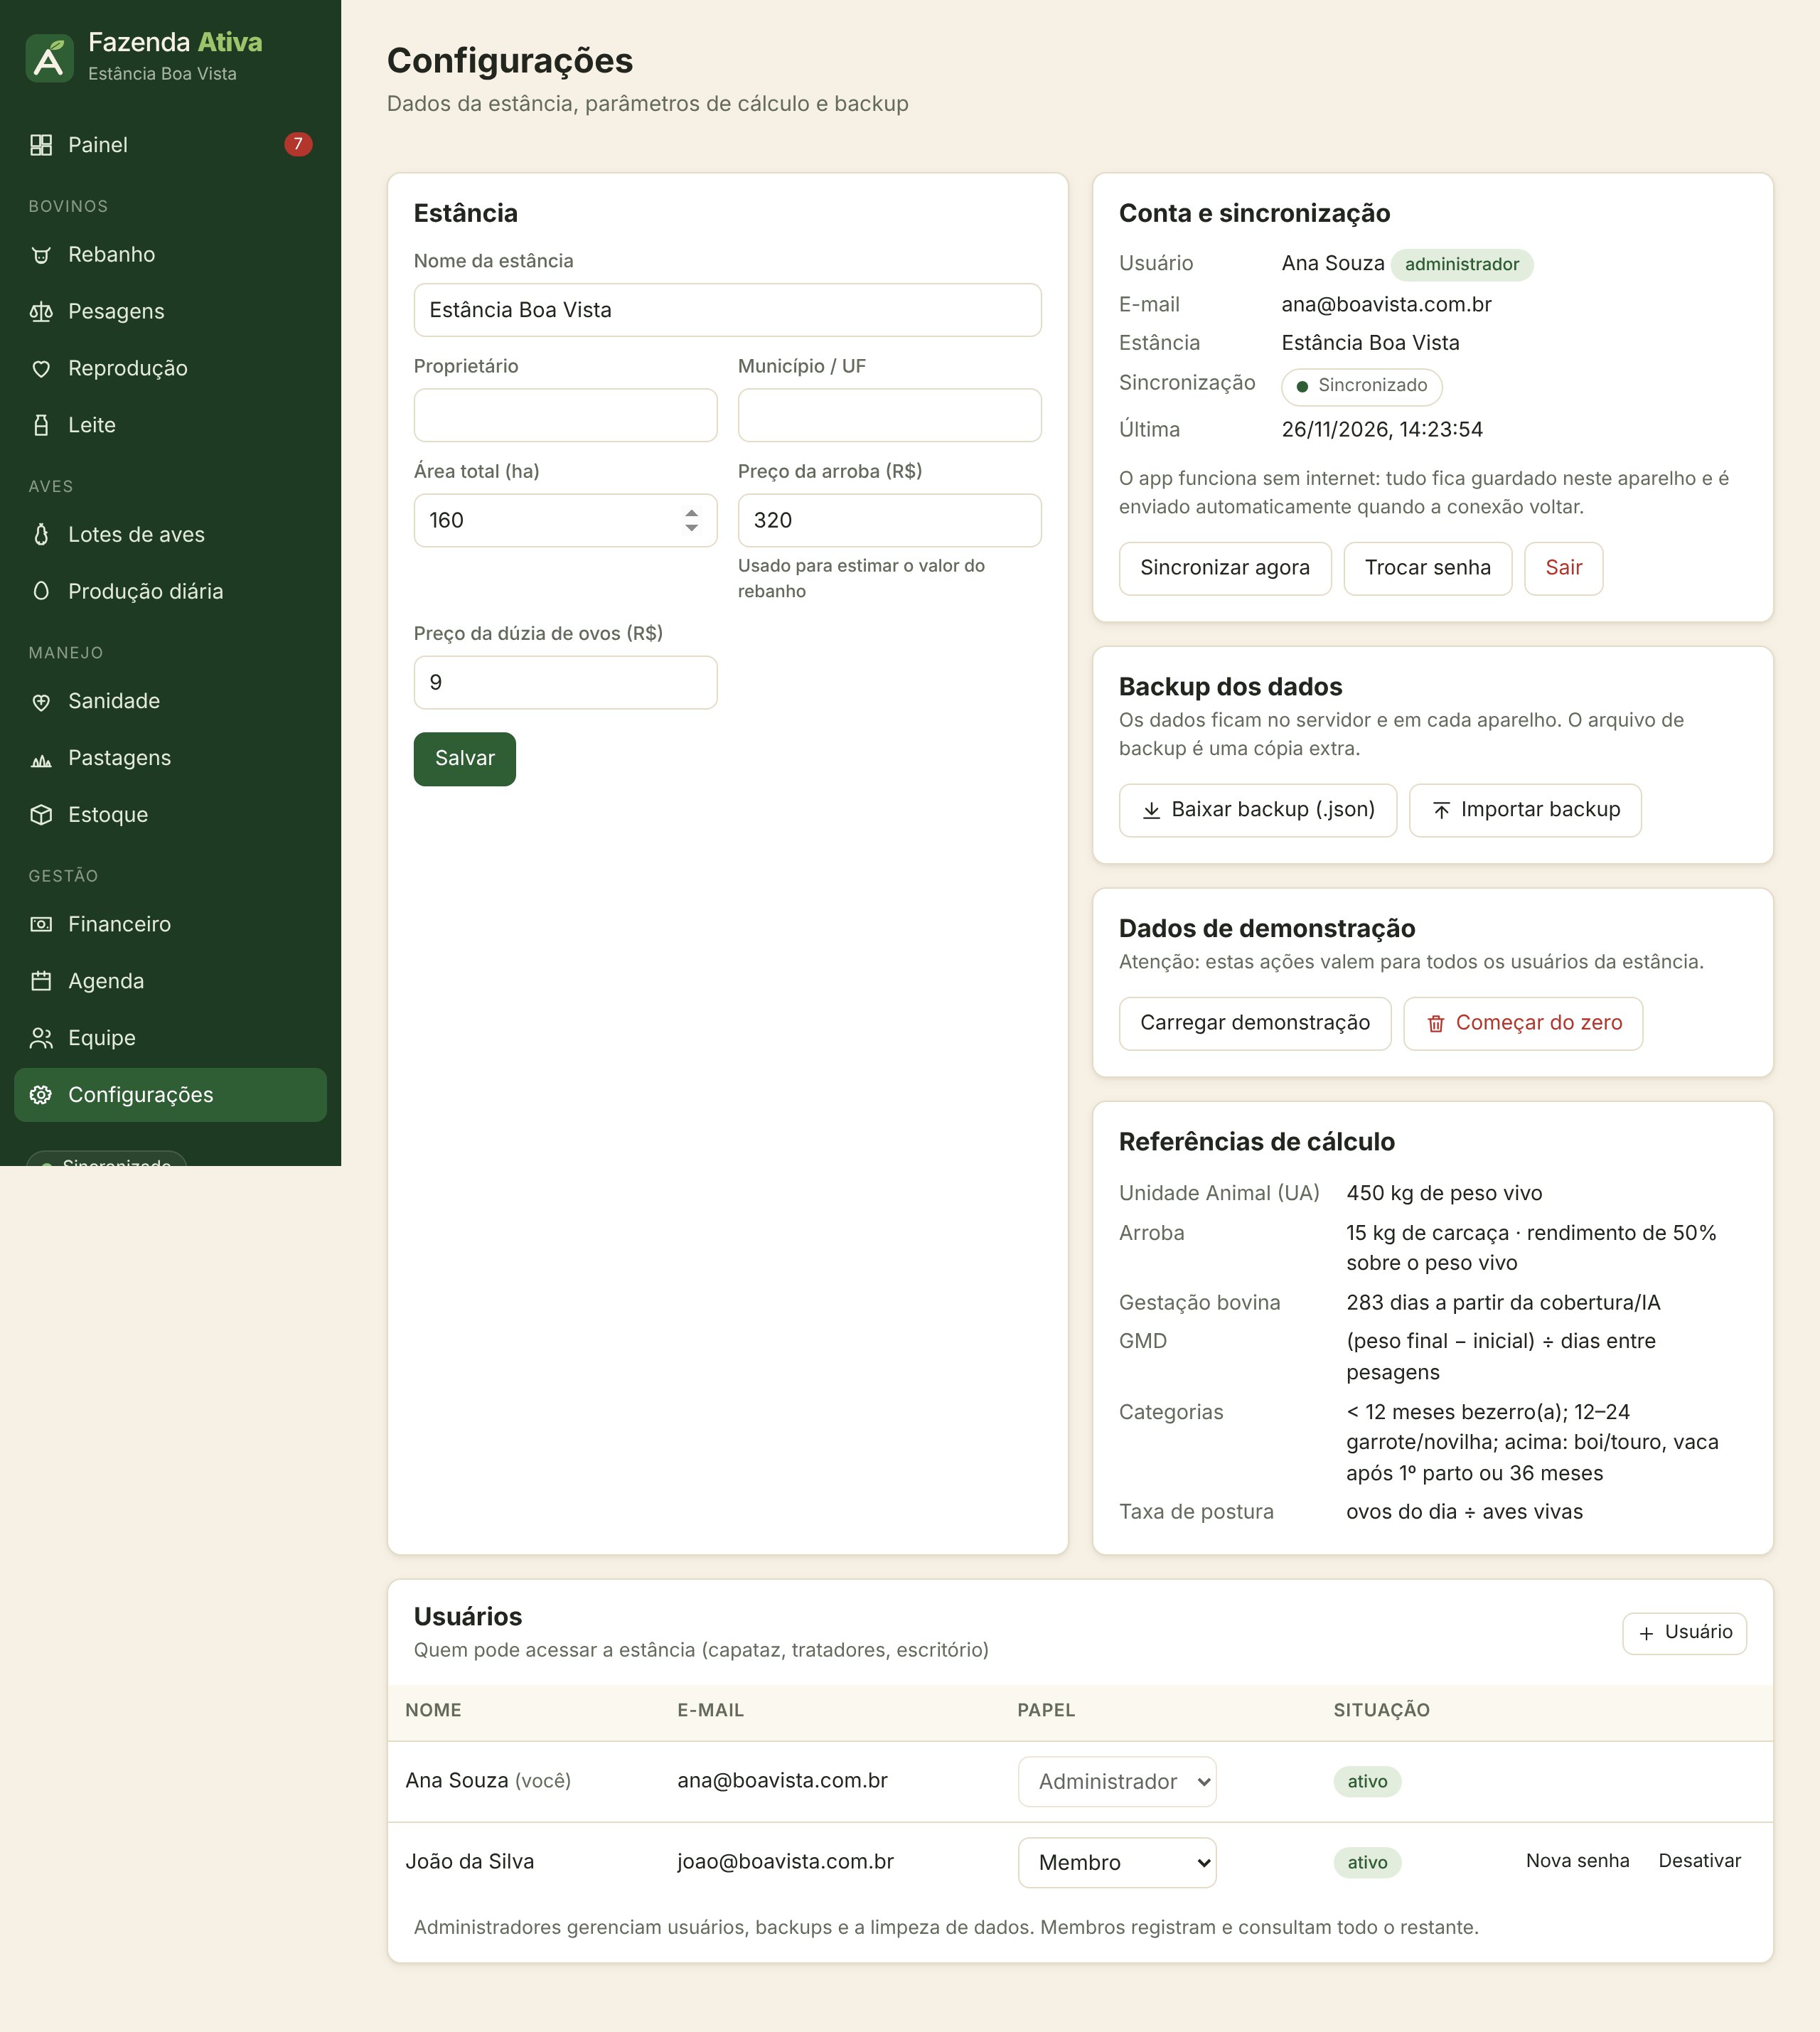 Fazenda Ativa
Estância Boa Vista
Painel 7
BOVINOS
Rebanho
Pesagens
Reprodução
Leite
AVES
Lotes de aves
Produção diária
MANEJO
Sanidade
Pastagens
Estoque
GESTÃO
Financeiro
Agenda
Equipe
Configurações
Sincronizado
Configurações
Dados da estância, parâmetros de cálculo e backup
Estância
Nome da estância
Estância Boa Vista
Proprietário Município / UF
Área total (ha) Preço da arroba (R$)
160 320
Usado para estimar o valor do
rebanho
Preço da dúzia de ovos (R$)
9
Salvar
Conta e sincronização
Usuário Ana Souza administrador
E-mail ana@boavista.com.br
Estância Estância Boa Vista
Sincronização Sincronizado
Última 26/11/2026, 14:23:54
O app funciona sem internet: tudo fica guardado neste aparelho e é
enviado automaticamente quando a conexão voltar.
Sincronizar agora Trocar senha Sair
Backup dos dados
Os dados ficam no servidor e em cada aparelho. O arquivo de
backup é uma cópia extra.
Baixar backup (.json) Importar backup
Dados de demonstração
Atenção: estas ações valem para todos os usuários da estância.
Carregar demonstração Começar do zero
Referências de cálculo
Unidade Animal (UA) 450 kg de peso vivo
Arroba 15 kg de carcaça · rendimento de 50%
sobre o peso vivo
Gestação bovina 283 dias a partir da cobertura/IA
GMD (peso final − inicial) ÷ dias entre
pesagens
Categorias < 12 meses bezerro(a); 12–24
garrote/novilha; acima: boi/touro, vaca
após 1º parto ou 36 meses
Taxa de postura ovos do dia ÷ aves vivas
Usuários
Quem pode acessar a estância (capataz, tratadores, escritório)
+ Usuário
NOME E-MAIL PAPEL SITUAÇÃO
Ana Souza (você) ana@boavista.com.br Administrador ativo
João da Silva joao@boavista.com.br Membro ativo Nova senha Desativar
Administradores gerenciam usuários, backups e a limpeza de dados. Membros registram e consultam todo o restante.